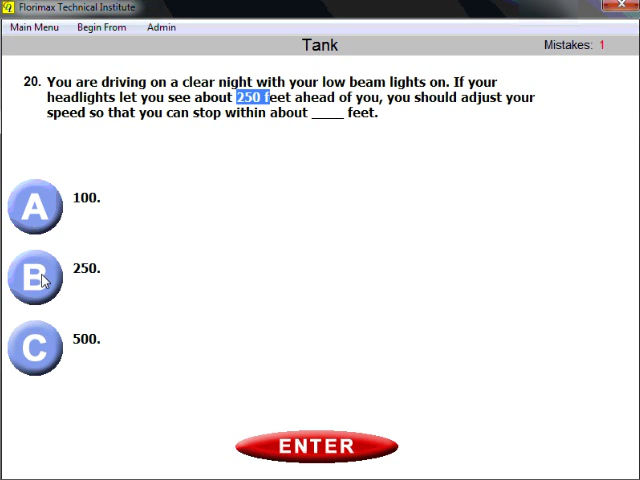 Florimax Technical Institute
Main Menu Begin From Admin
Tank Mistakes: 1
20. You are driving on a clear night with your low beam lights on. If your
headlights let you see about 250 feet ahead of you, you should adjust your
speed so that you can stop within about ____ feet.
A 100.
B 250.
C 500.
ENTER